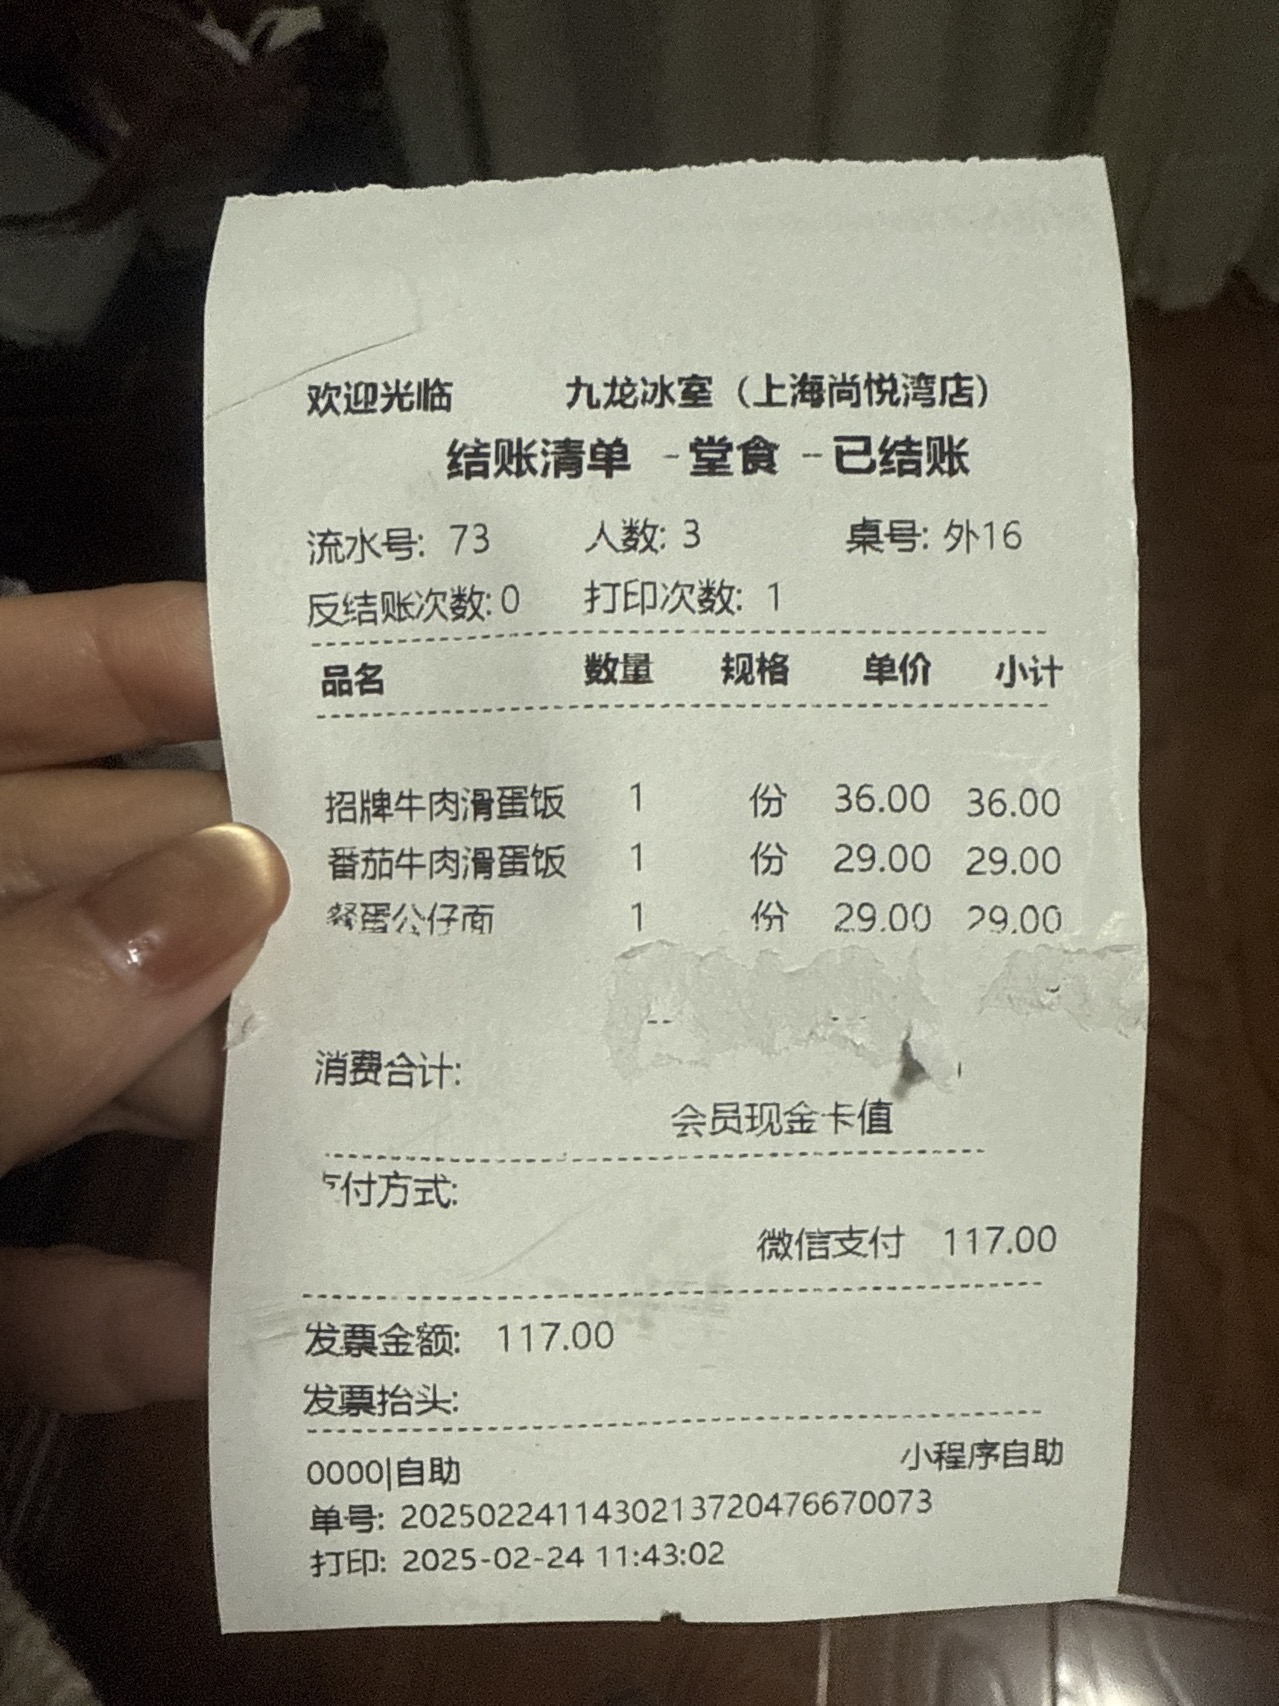 欢迎光临 九龙冰室（上海尚悦湾店）
结账清单 -堂食 -已结账
流水号: 73 人数: 3 桌号: 外16
反结账次数:0 打印次数: 1
品名 数量 规格 单价 小计
招牌牛肉滑蛋饭 1 份 36.00 36.00
番茄牛肉滑蛋饭 1 份 29.00 29.00
餐蛋公仔面 1 份 29.00 29.00
消费合计:
会员现金卡值
付方式:
微信支付 117.00
发票金额: 117.00
发票抬头:
0000|自助 小程序自助
单号: 20250224114302137204766​70073
打印: 2025-02-24 11:43:02